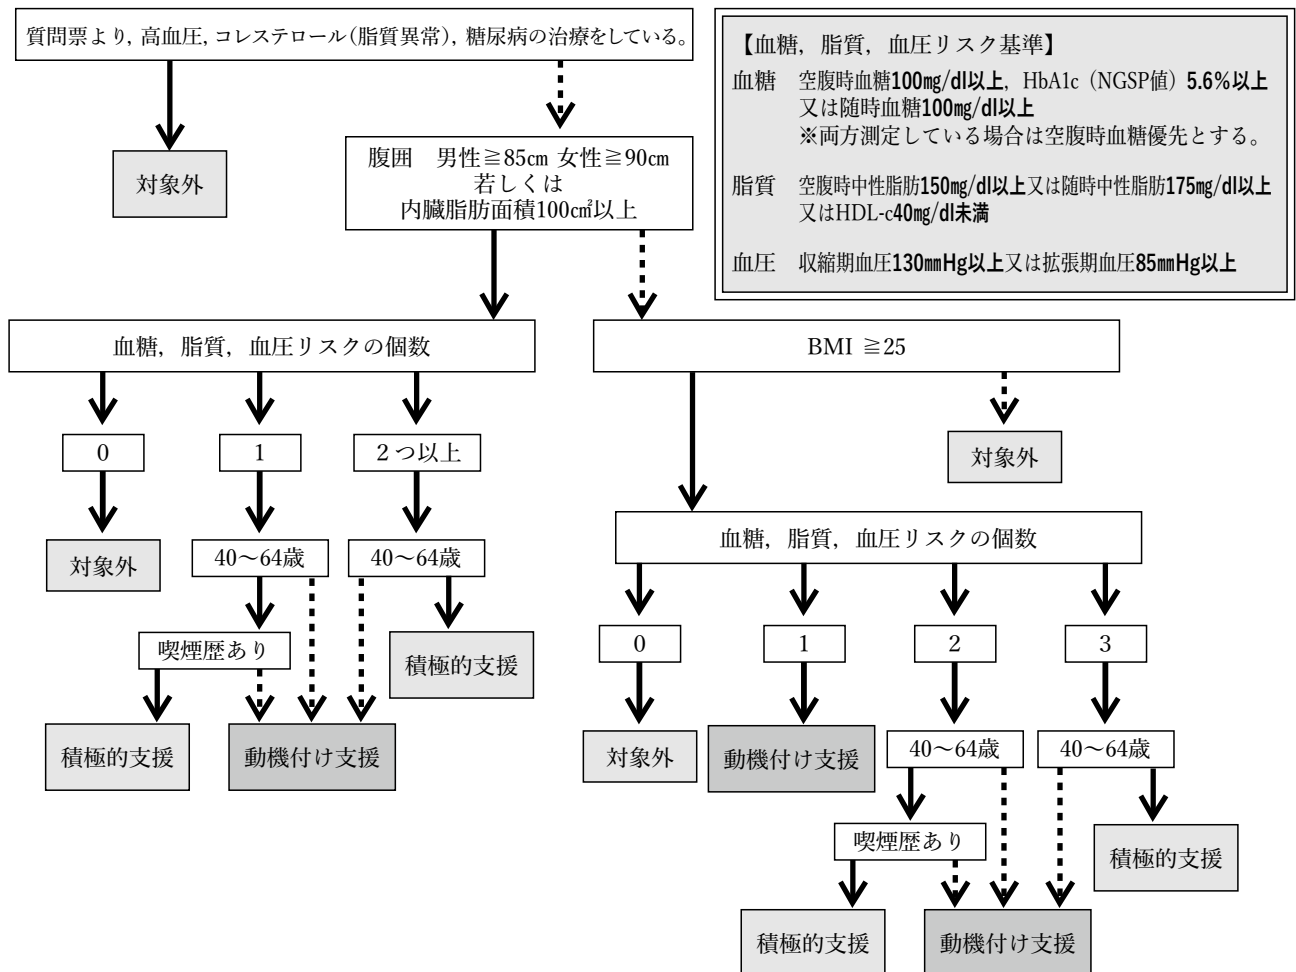 質問票より，高血圧，コレステロール（脂質異常），糖尿病の治療をしている。
【血糖，脂質，血圧リスク基準】
血糖　空腹時血糖100㎎/dl以上，HbA1c（NGSP値）5.6％以上
又は随時血糖100㎎/dl以上
※両方測定している場合は空腹時血糖優先とする。
脂質　空腹時中性脂肪150㎎/dl以上又は随時中性脂肪175㎎/dl以上
又はHDL-c40㎎/dl未満
血圧　収縮期血圧130㎜Hg以上又は拡張期血圧85㎜Hg以上
対象外
腹囲　男性≧85㎝ 女性≧90㎝
若しくは
内臓脂肪面積100㎠以上
血糖，脂質，血圧リスクの個数
0
1
２つ以上
対象外
40～64歳
40～64歳
喫煙歴あり
積極的支援
積極的支援
動機付け支援
BMI ≧25
対象外
血糖，脂質，血圧リスクの個数
0
1
2
3
対象外
動機付け支援
40～64歳
40～64歳
喫煙歴あり
積極的支援
積極的支援
動機付け支援